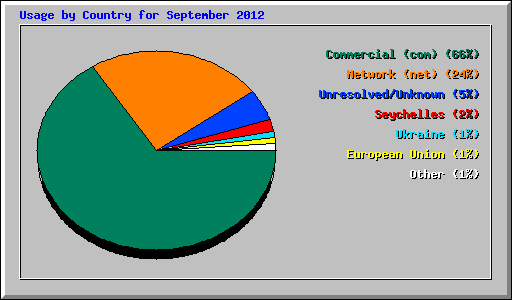 Usage by Country for September 2012
Commercial (com) (66%)
Network (net) (24%)
Unresolved/Unknown (5%)
Seychelles (2%)
Ukraine (1%)
European Union (1%)
Other (1%)